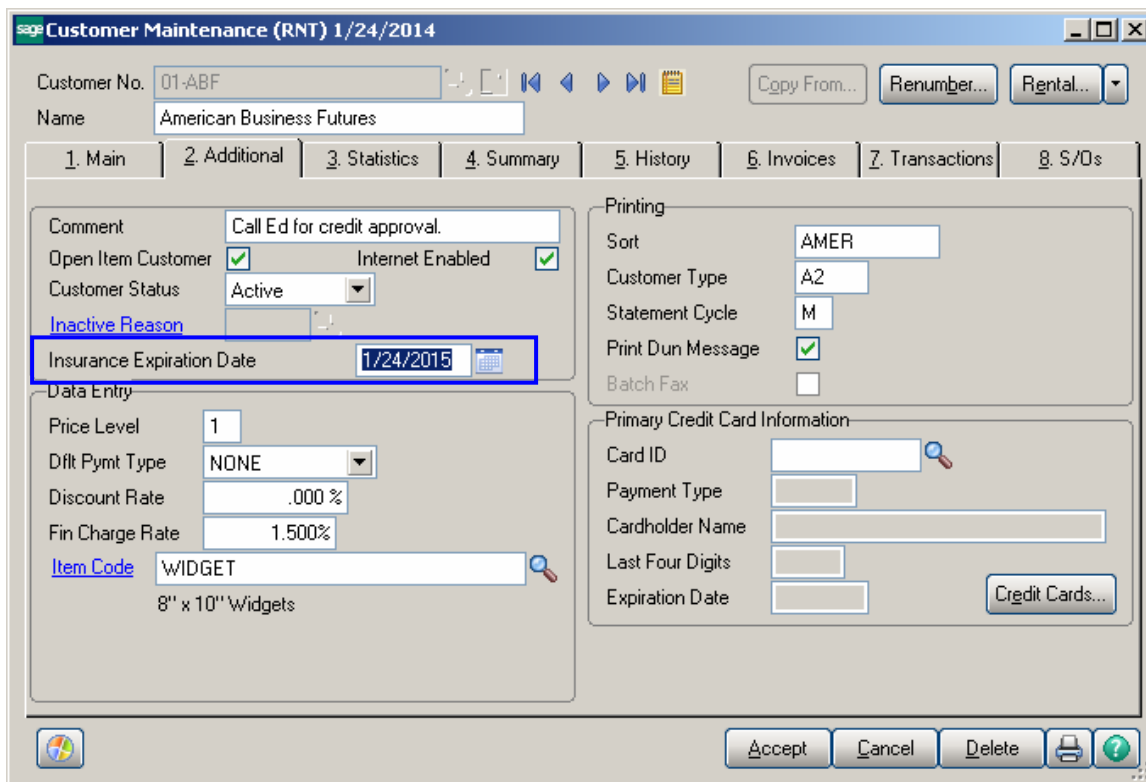 sage Customer Maintenance (RNT) 1/24/2014
Customer No. 01-ABF Copy From... Renumber... Rental...
Name American Business Futures
1. Main 2. Additional 3. Statistics 4. Summary 5. History 6. Invoices 7. Transactions 8. S/Os
Comment Call Ed for credit approval.
Open Item Customer Internet Enabled
Customer Status Active
Inactive Reason
Insurance Expiration Date 1/24/2015
Data Entry
Price Level 1
Dflt Pymt Type NONE
Discount Rate .000 %
Fin Charge Rate 1.500%
Item Code WIDGET
8" x 10" Widgets
Printing
Sort AMER
Customer Type A2
Statement Cycle M
Print Dun Message
Batch Fax
Primary Credit Card Information
Card ID
Payment Type
Cardholder Name
Last Four Digits
Expiration Date Credit Cards...
Accept Cancel Delete